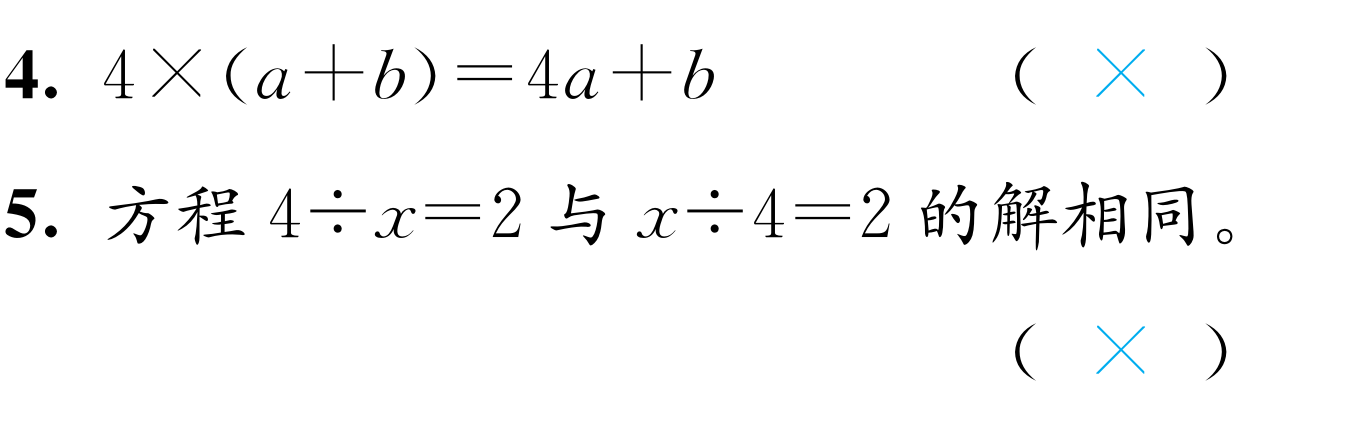 4. 4×(a+b)=4a+b ( × )
5. 方程 4÷x=2 与 x÷4=2 的解相同。
( × )